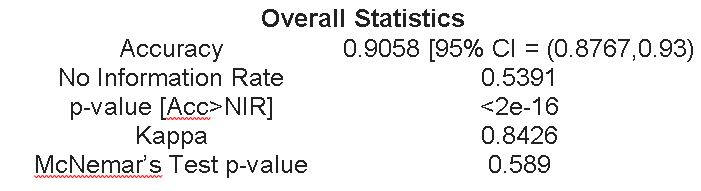 Overall Statistics
Accuracy 0.9058 [95% CI = (0.8767,0.93)
No Information Rate 0.5391
p-value [Acc>NIR] <2e-16
Kappa 0.8426
McNemar's Test p-value 0.589